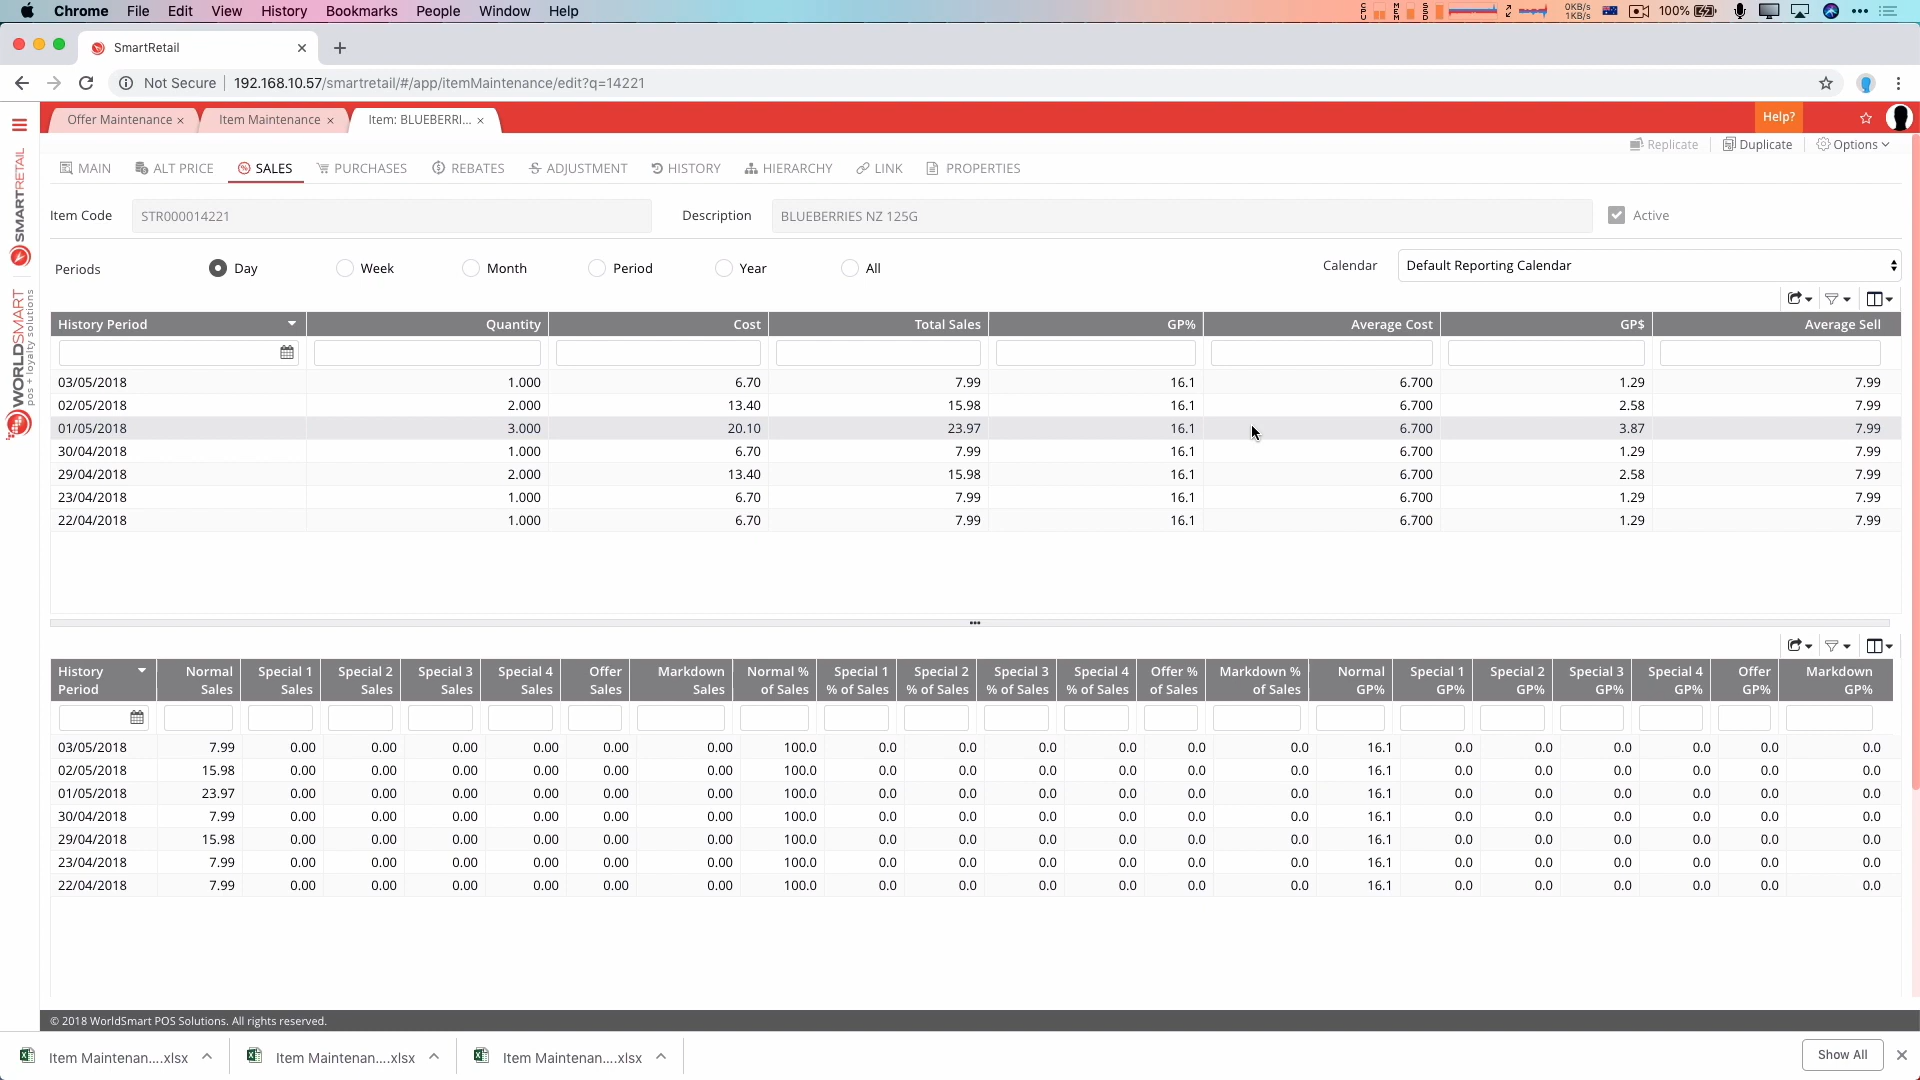 Chrome File Edit View History Bookmarks People Window Help
CPU MEM SSD 0KB/s 1KB/s 100%
SmartRetail
Not Secure 192.168.10.57/smartretail/#/app/itemMaintenance/edit?q=14221
Offer Maintenance × Item Maintenance × Item: BLUEBERRI... × Help?
Replicate Duplicate Options
MAIN ALT PRICE SALES PURCHASES REBATES ADJUSTMENT HISTORY HIERARCHY LINK PROPERTIES
SMARTRETAIL
WORLDSMART
pos + loyalty solutions
Item Code STR000014221 Description BLUEBERRIES NZ 125G Active
Periods Day Week Month Period Year All Calendar Default Reporting Calendar
History Period Quantity Cost Total Sales GP% Average Cost GP$ Average Sell
03/05/2018 1.000 6.70 7.99 16.1 6.700 1.29 7.99
02/05/2018 2.000 13.40 15.98 16.1 6.700 2.58 7.99
01/05/2018 3.000 20.10 23.97 16.1 6.700 3.87 7.99
30/04/2018 1.000 6.70 7.99 16.1 6.700 1.29 7.99
29/04/2018 2.000 13.40 15.98 16.1 6.700 2.58 7.99
23/04/2018 1.000 6.70 7.99 16.1 6.700 1.29 7.99
22/04/2018 1.000 6.70 7.99 16.1 6.700 1.29 7.99
History Normal Special 1 Special 2 Special 3 Special 4 Offer Markdown Normal % Special 1 Special 2 Special 3 Special 4 Offer % Markdown % Normal Special 1 Special 2 Special 3 Special 4 Offer Markdown
Period Sales Sales Sales Sales Sales Sales Sales of Sales % of Sales % of Sales % of Sales % of Sales of Sales of Sales GP% GP% GP% GP% GP% GP% GP%
03/05/2018 7.99 0.00 0.00 0.00 0.00 0.00 0.00 100.0 0.0 0.0 0.0 0.0 0.0 0.0 16.1 0.0 0.0 0.0 0.0 0.0 0.0
02/05/2018 15.98 0.00 0.00 0.00 0.00 0.00 0.00 100.0 0.0 0.0 0.0 0.0 0.0 0.0 16.1 0.0 0.0 0.0 0.0 0.0 0.0
01/05/2018 23.97 0.00 0.00 0.00 0.00 0.00 0.00 100.0 0.0 0.0 0.0 0.0 0.0 0.0 16.1 0.0 0.0 0.0 0.0 0.0 0.0
30/04/2018 7.99 0.00 0.00 0.00 0.00 0.00 0.00 100.0 0.0 0.0 0.0 0.0 0.0 0.0 16.1 0.0 0.0 0.0 0.0 0.0 0.0
29/04/2018 15.98 0.00 0.00 0.00 0.00 0.00 0.00 100.0 0.0 0.0 0.0 0.0 0.0 0.0 16.1 0.0 0.0 0.0 0.0 0.0 0.0
23/04/2018 7.99 0.00 0.00 0.00 0.00 0.00 0.00 100.0 0.0 0.0 0.0 0.0 0.0 0.0 16.1 0.0 0.0 0.0 0.0 0.0 0.0
22/04/2018 7.99 0.00 0.00 0.00 0.00 0.00 0.00 100.0 0.0 0.0 0.0 0.0 0.0 0.0 16.1 0.0 0.0 0.0 0.0 0.0 0.0
© 2018 WorldSmart POS Solutions. All rights reserved.
Item Maintenan....xlsx Item Maintenan....xlsx Item Maintenan....xlsx Show All